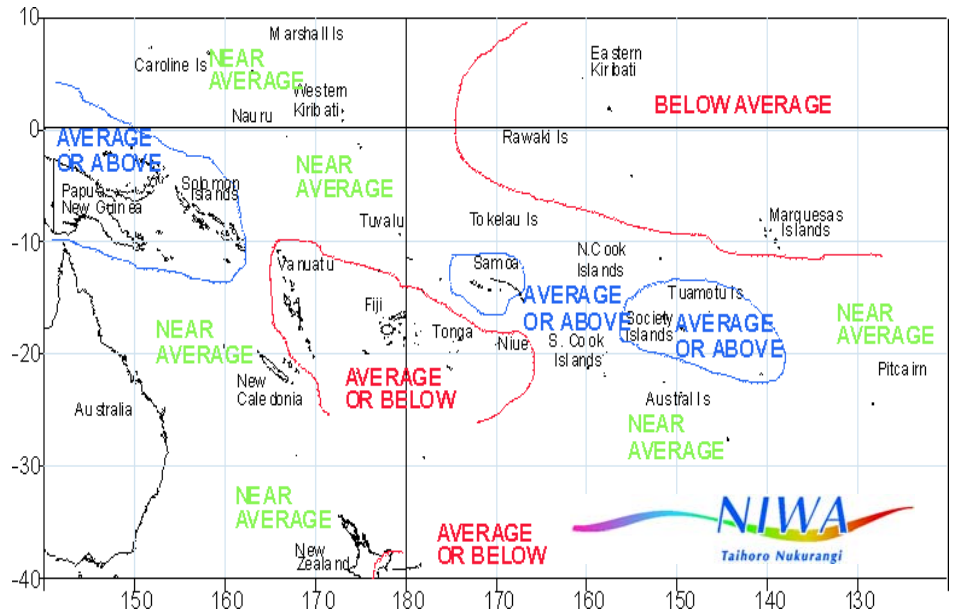 10
Marshall Is
Eastern
Kiribati
NEAR
AVERAGE
Caroline Is
Western
Kiribati
BELOW AVERAGE
Nauru
0
AVERAGE
OR ABOVE
Rawaki Is
NEAR
AVERAGE
Papua
New Guinea
Solomon
Islands
Tuvalu
Tokelau Is
Marquesas
Islands
-10
Vanuatu
Samoa
N.Cook
Islands
AVERAGE
OR ABOVE
Tuamotu Is
Fiji
Tonga
Niue
S. Cook
Islands
Society
Islands
AVERAGE
OR ABOVE
NEAR
AVERAGE
NEAR
AVERAGE
-20
New
Caledonia
AVERAGE
OR BELOW
Pitcairn
Australia
Austral Is
NEAR
AVERAGE
-30
NEAR
AVERAGE
NIWA
Taihoro Nukurangi
New
Zealand
AVERAGE
OR BELOW
-40
150 160 170 180 170 160 150 140 130